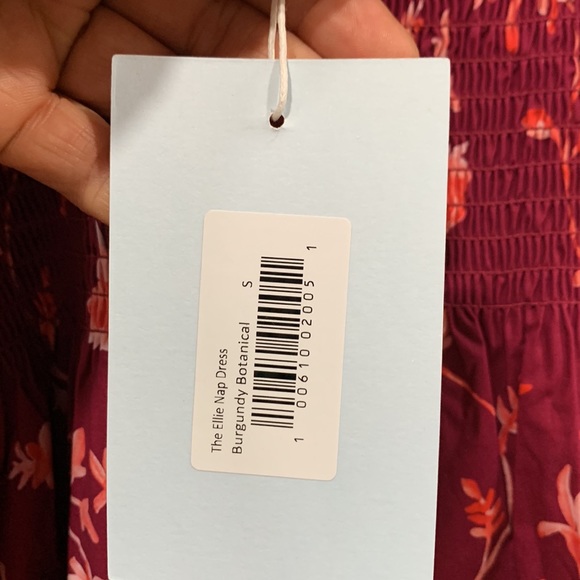 The Ellie Nap Dress
Burgundy Botanical S
1 00610 02005 1